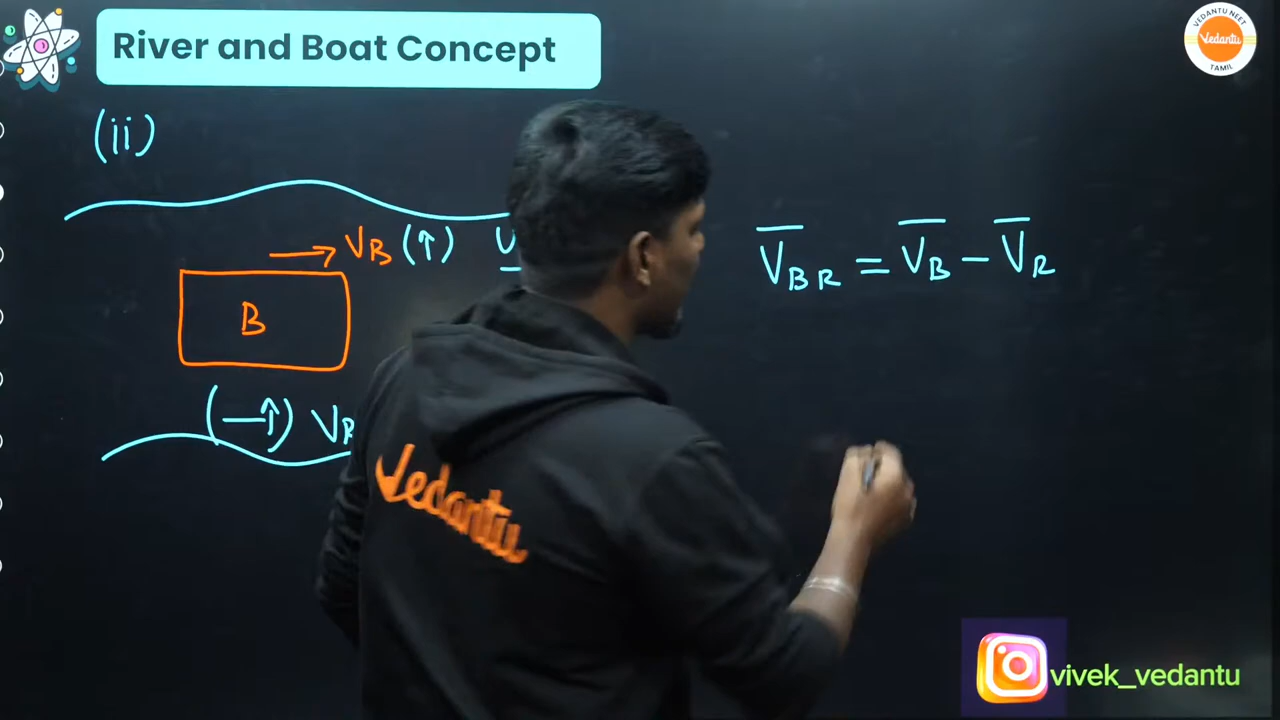 River and Boat Concept
VEDANTU NEET
Vedantu
TAMIL
(ii)
→ VB (↑)
B
(—↑) VR
V̅BR = V̅B − V̅R
Vedantu
vivek_vedantu